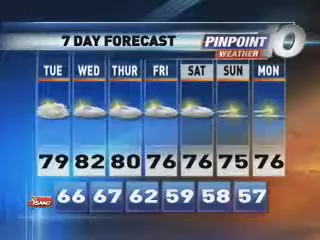 7 DAY FORECAST
PINPOINT 10
WEATHER
TUE WED THUR FRI SAT SUN MON
79 82 80 76 76 75 76
66 67 62 59 58 57